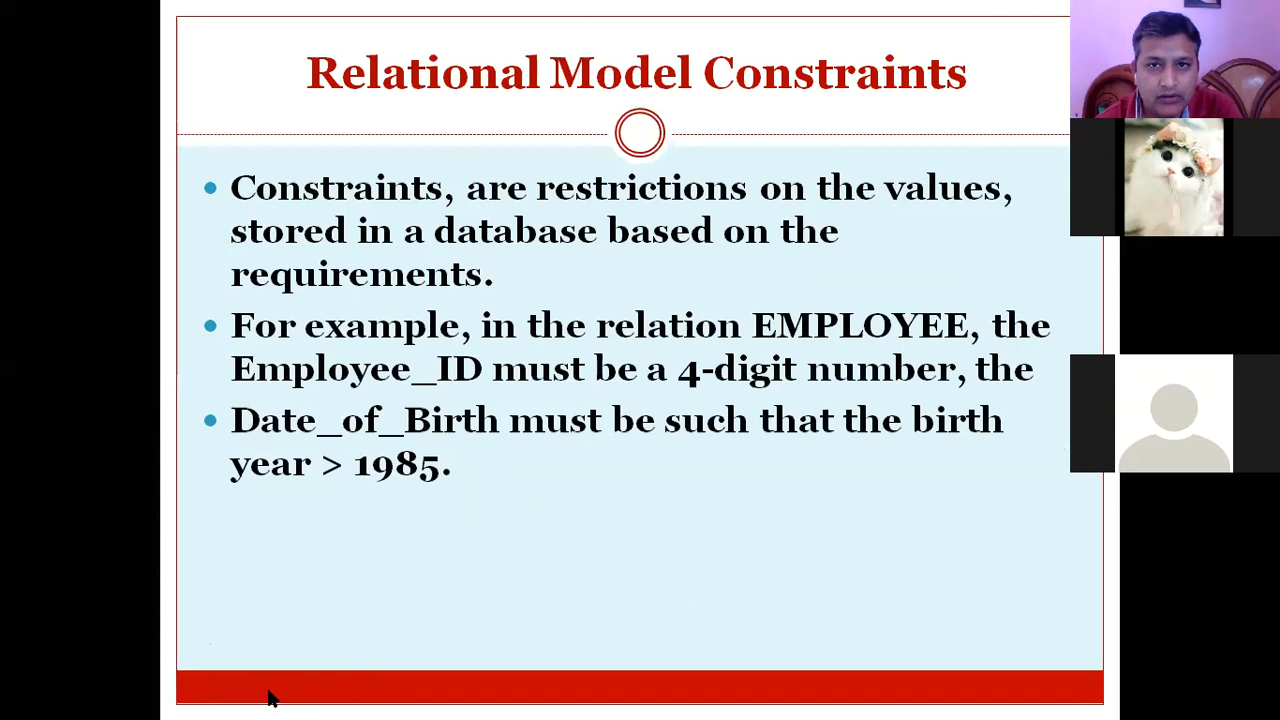 Relational Model Constraints
• Constraints, are restrictions on the values,
stored in a database based on the
requirements.
• For example, in the relation EMPLOYEE, the
Employee_ID must be a 4-digit number, the
• Date_of_Birth must be such that the birth
year > 1985.